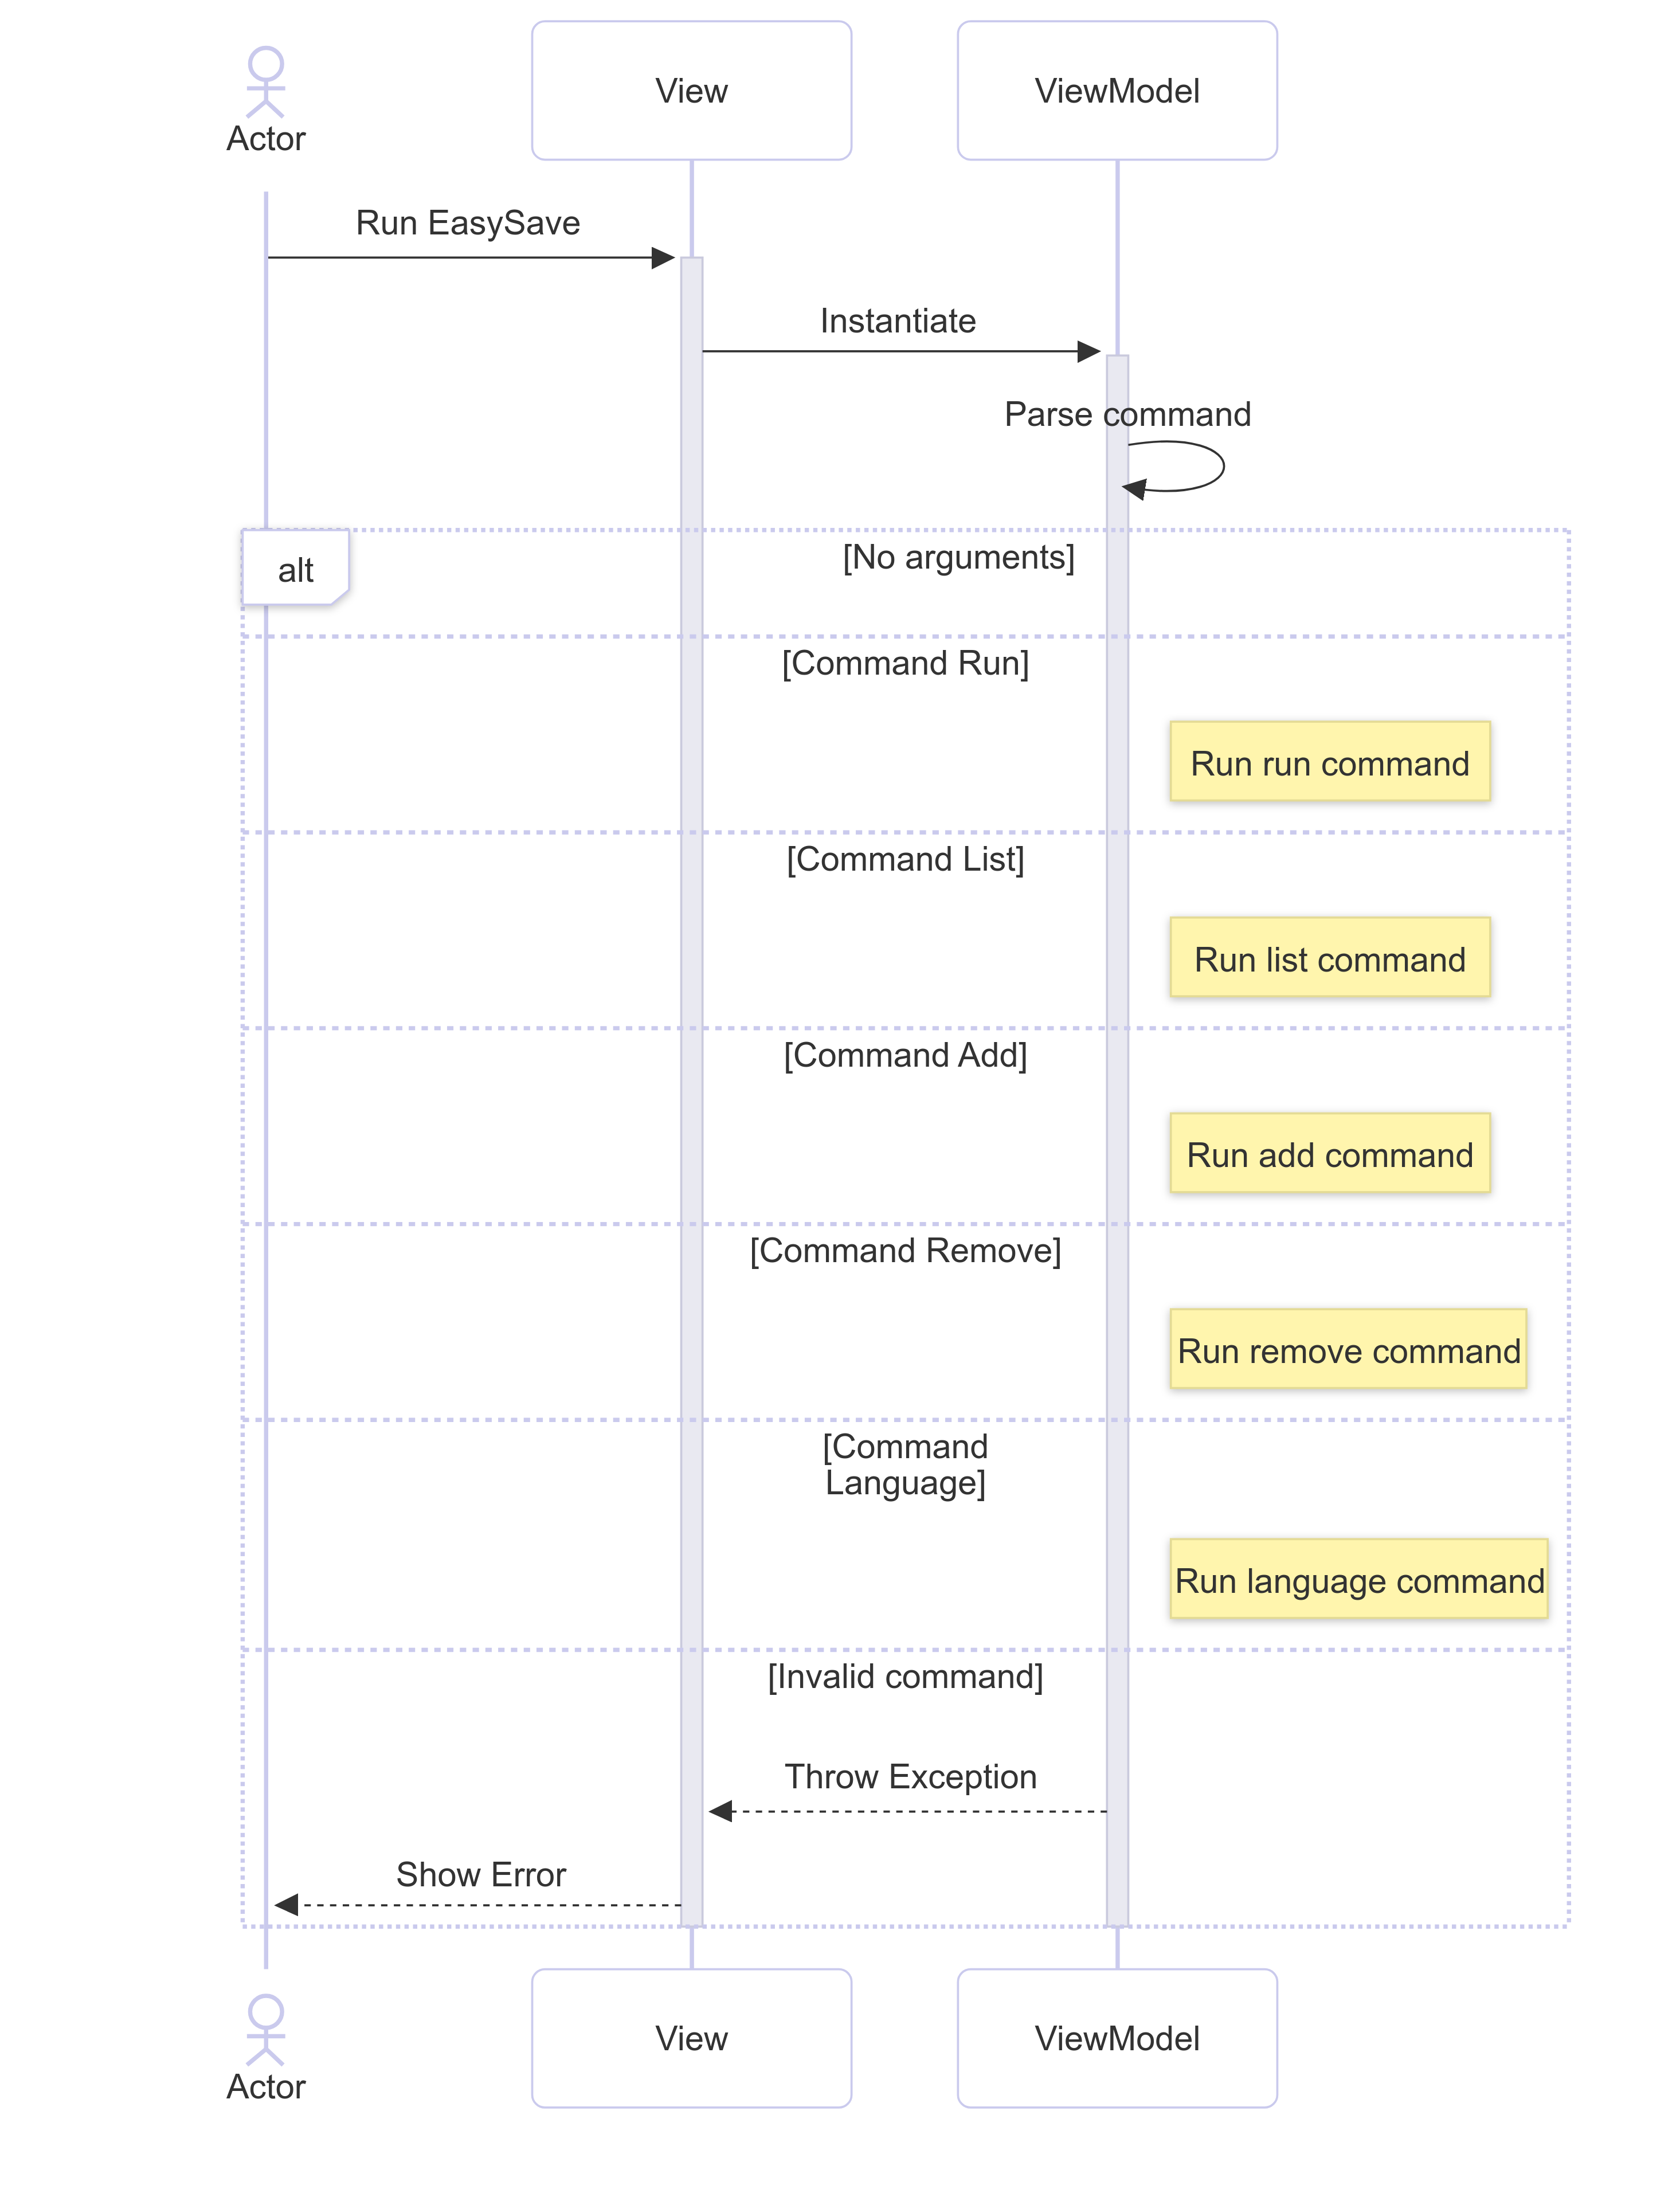 Actor
View
ViewModel
Run EasySave
Instantiate
Parse command
alt
[No arguments]
[Command Run]
Run run command
[Command List]
Run list command
[Command Add]
Run add command
[Command Remove]
Run remove command
[Command
Language]
Run language command
[Invalid command]
Throw Exception
Show Error
Actor
View
ViewModel